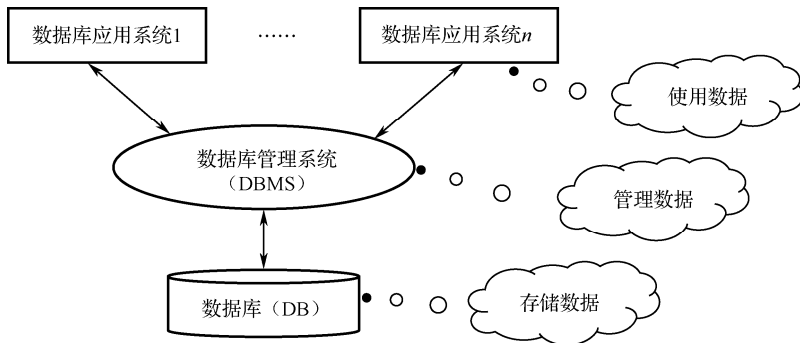 数据库应用系统1
……
数据库应用系统n
使用数据
数据库管理系统
（DBMS）
管理数据
数据库（DB）
存储数据